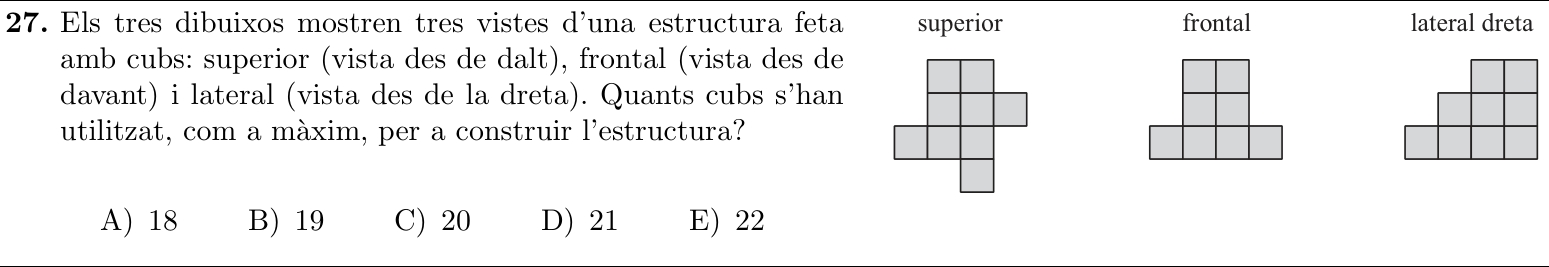 27. Els tres dibuixos mostren tres vistes d'una estructura feta
amb cubs: superior (vista des de dalt), frontal (vista des de
davant) i lateral (vista des de la dreta). Quants cubs s'han
utilitzat, com a màxim, per a construir l'estructura?
superior frontal lateral dreta
A) 18 B) 19 C) 20 D) 21 E) 22